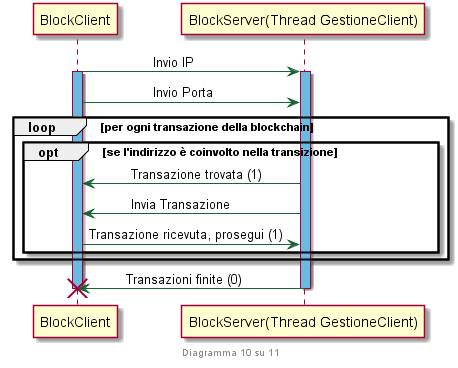 BlockClient BlockServer(Thread GestioneClient)
Invio IP
Invio Porta
loop [per ogni transazione della blockchain]
opt [se l'indirizzo è coinvolto nella transizione]
Transazione trovata (1)
Invia Transazione
Transazione ricevuta, prosegui (1)
Transazioni finite (0)
BlockClient BlockServer(Thread GestioneClient)
Diagramma 10 su 11